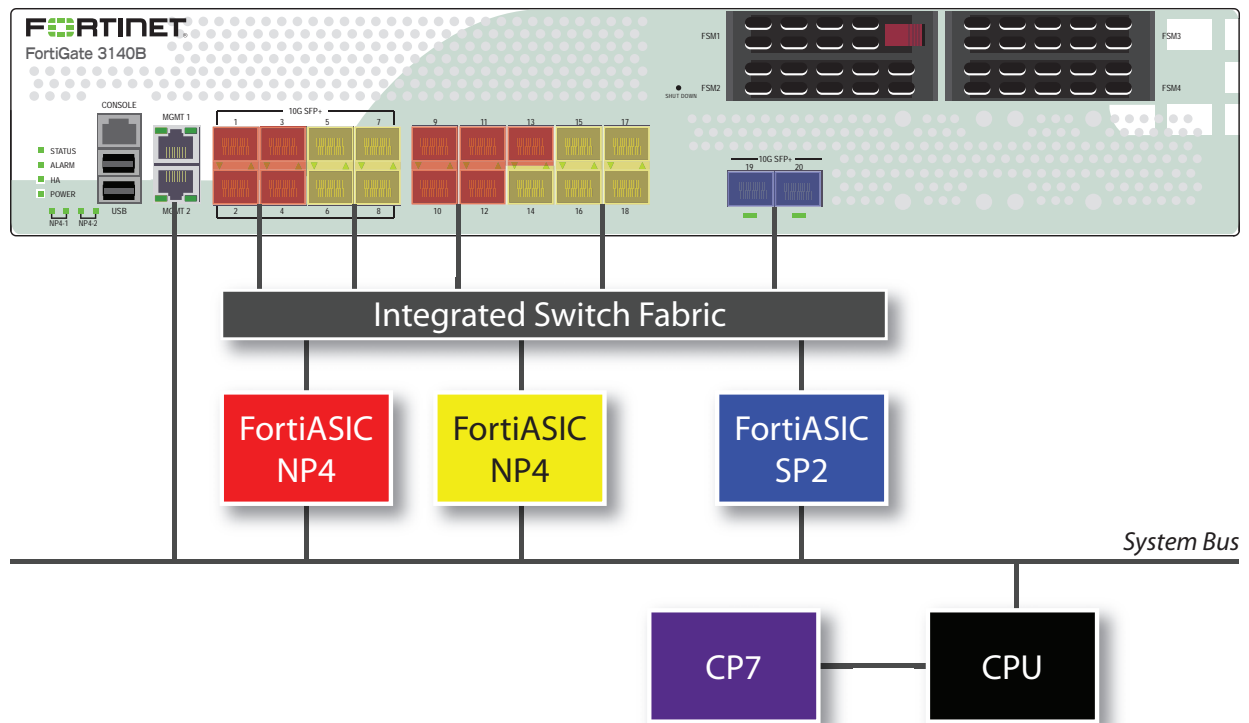 FORTINET
FortiGate 3140B
CONSOLE
STATUS
ALARM
HA
POWER
NP4-1 NP4-2
USB
MGMT 1
MGMT 2
10G SFP+
1 3 5 7
2 4 6 8
9 11 13 15 17
10 12 14 16 18
FSM1
FSM2
SHUT DOWN
FSM3
FSM4
10G SFP+
19 20
Integrated Switch Fabric
FortiASIC
NP4
FortiASIC
NP4
FortiASIC
SP2
System Bus
CP7
CPU